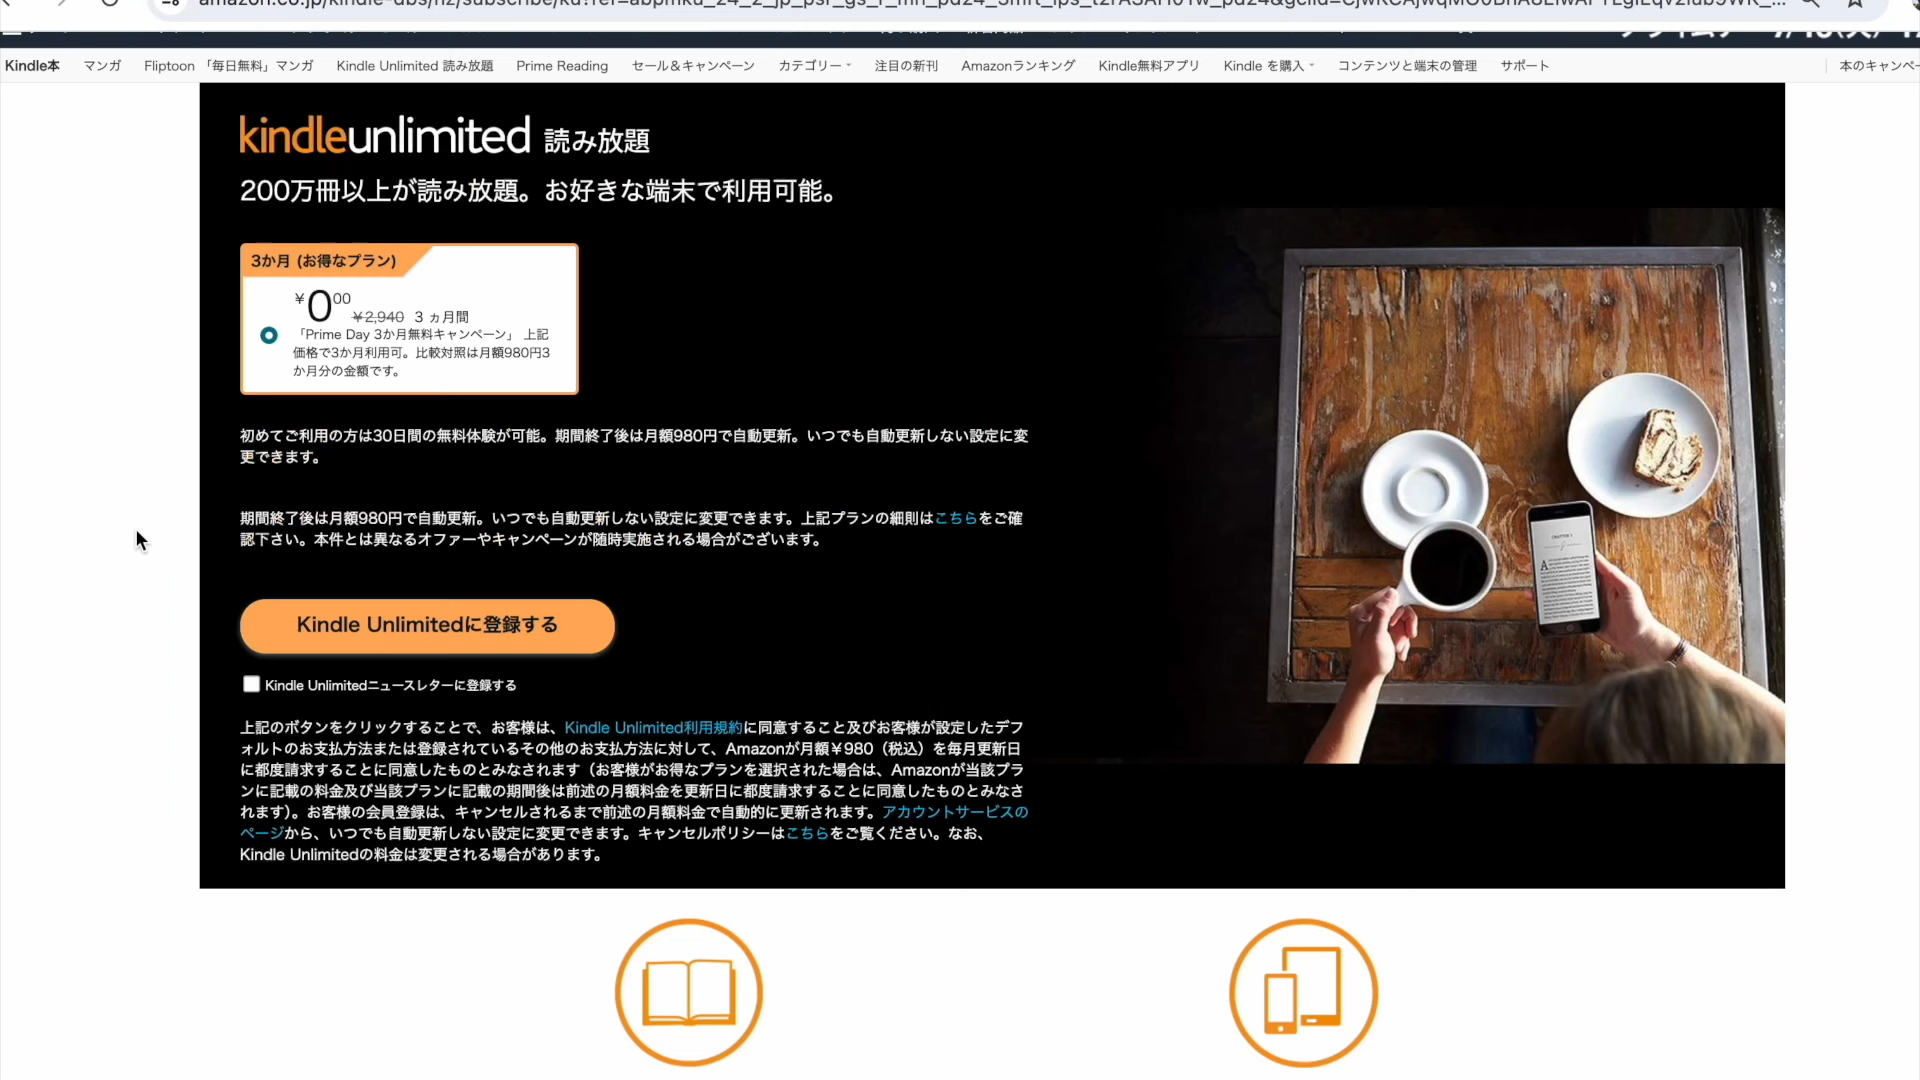 Kindle本 マンガ Fliptoon 「毎日無料」マンガ Kindle Unlimited 読み放題 Prime Reading セール＆キャンペーン カテゴリー 注目の新刊 Amazonランキング Kindle無料アプリ Kindle を購入 コンテンツと端末の管理 サポート 本のキャンペー
kindleunlimited 読み放題
200万冊以上が読み放題。お好きな端末で利用可能。
3か月 (お得なプラン)
¥000
¥2,940 3 ヵ月間
「Prime Day 3か月無料キャンペーン」 上記
価格で3か月利用可。比較対照は月額980円3
か月分の金額です。
初めてご利用の方は30日間の無料体験が可能。期間終了後は月額980円で自動更新。いつでも自動更新しない設定に変
更できます。
期間終了後は月額980円で自動更新。いつでも自動更新しない設定に変更できます。上記プランの細則はこちらをご確
認下さい。本件とは異なるオファーやキャンペーンが随時実施される場合がございます。
Kindle Unlimitedに登録する
Kindle Unlimitedニュースレターに登録する
上記のボタンをクリックすることで、お客様は、Kindle Unlimited利用規約に同意すること及びお客様が設定したデフ
ォルトのお支払方法または登録されているその他のお支払方法に対して、Amazonが月額￥980（税込）を毎月更新日
に都度請求することに同意したものとみなされます（お客様がお得なプランを選択された場合は、Amazonが当該プラ
ンに記載の料金及び当該プランに記載の期間後は前述の月額料金を更新日に都度請求することに同意したものとみなさ
れます)。お客様の会員登録は、キャンセルされるまで前述の月額料金で自動的に更新されます。アカウントサービスの
ページから、いつでも自動更新しない設定に変更できます。キャンセルポリシーはこちらをご覧ください。なお、
Kindle Unlimitedの料金は変更される場合があります。
CHAPTER 1